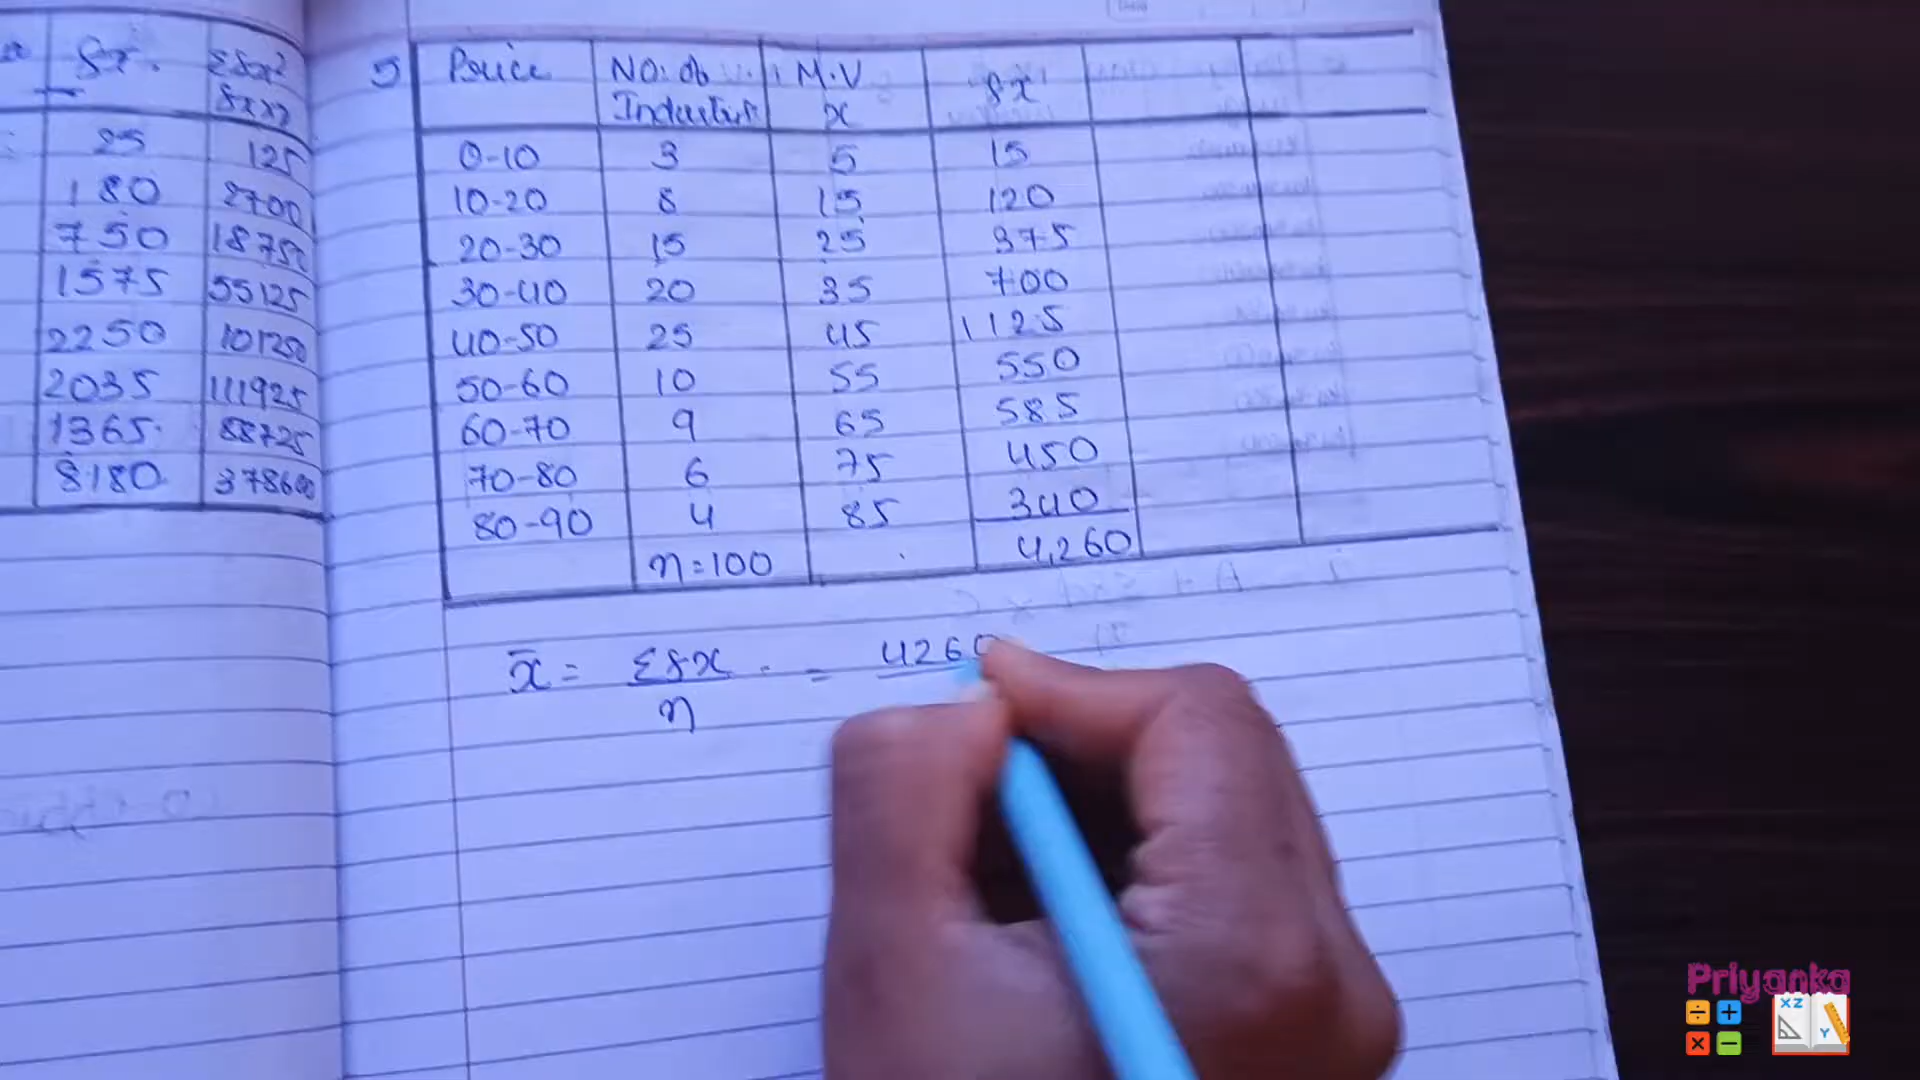 fx.
Σfx²
fx×x
25 125
180 2700
750 18750
1575 55125
2250 101250
2035 111925
1365 88725
8180 378600
5 Price No. of M.V fx
Industries x
0-10 3 5 15
10-20 8 15 120
20-30 15 25 375
30-40 20 35 700
40-50 25 45 1125
50-60 10 55 550
60-70 9 65 585
70-80 6 75 450
80-90 4 85 340
n=100 4,260
x̄ = Σfx = 4260
n
Priyanka
÷ + XZ
× − Y